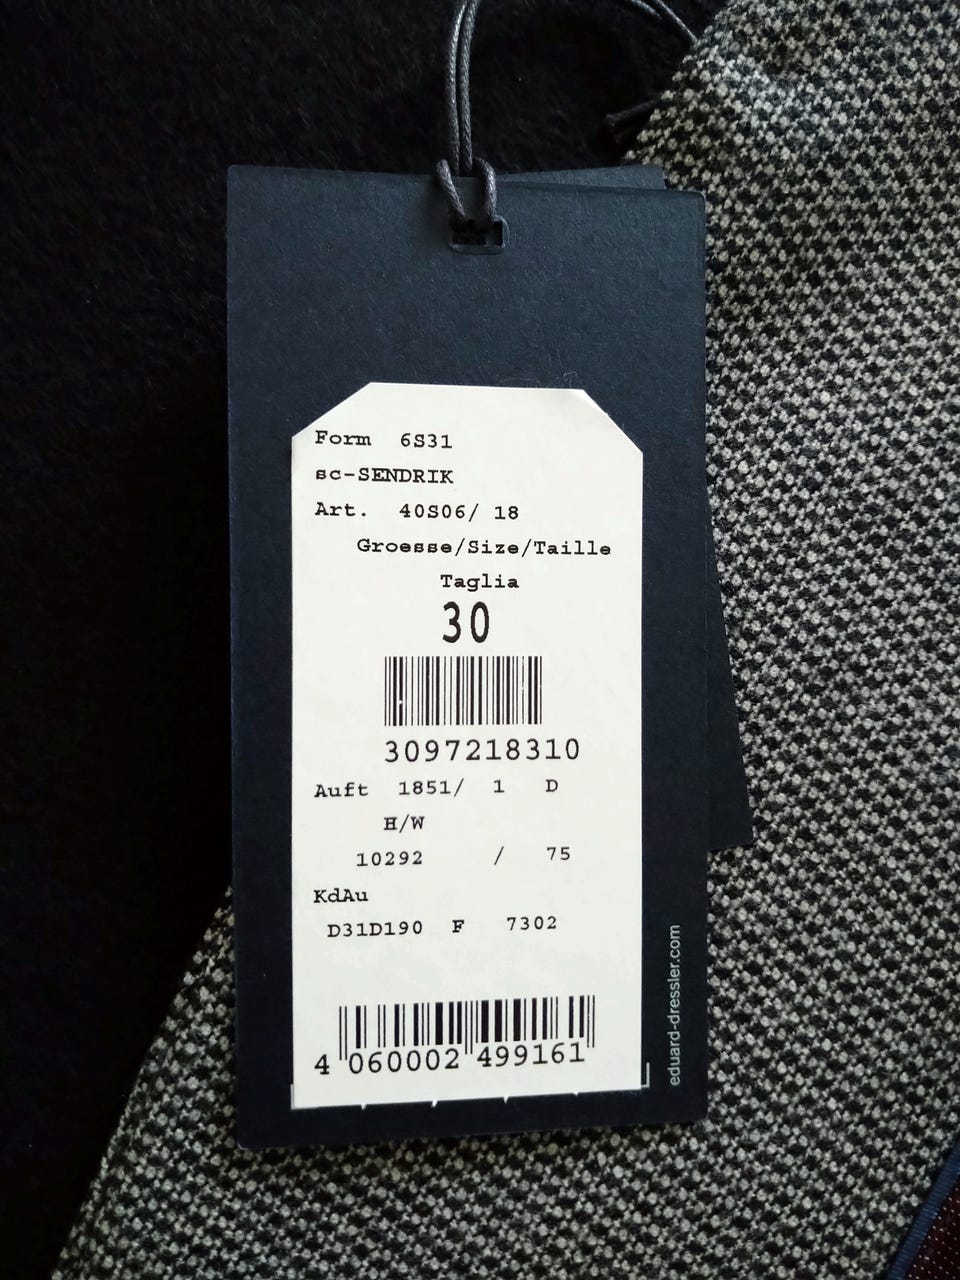 Form 6S31
sc-SENDRIK
Art. 40S06/ 18
Groesse/Size/Taille
Taglia
30
3097218310
Auft 1851/ 1 D
H/W
10292 / 75
KdAu
D31D190 F 7302
4 060002 499161
eduard-dressler.com